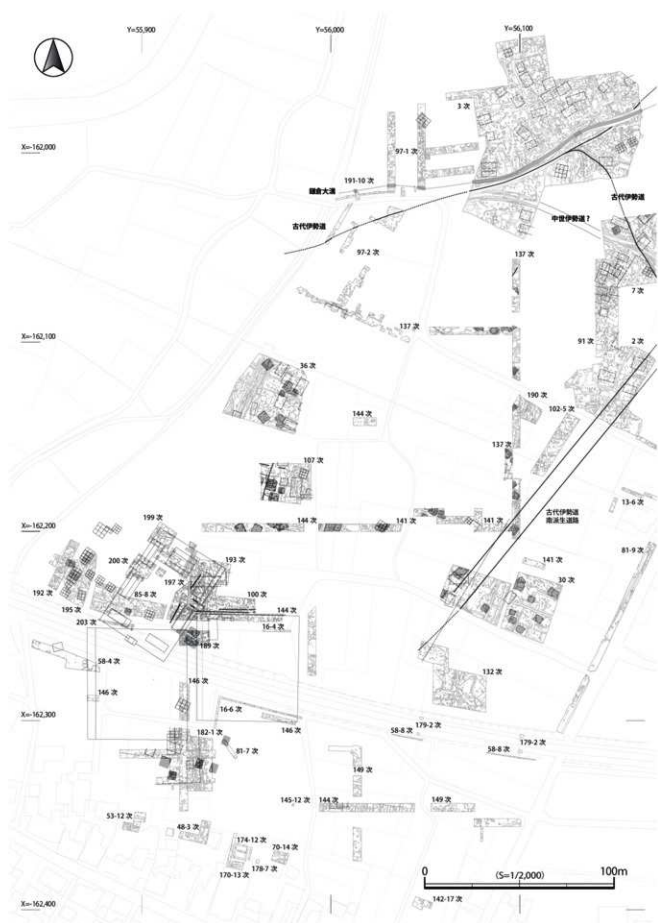 Y=55,900
Y=56,000
Y=56,100
3 次
X=-162,000
97-1 次
191-10 次
鎌倉大溝
古代伊勢道
古代伊勢道
中世伊勢道？
97-2 次
137 次
7 次
137 次
91 次
2 次
X=-162,100
36 次
190 次
144 次
102-5 次
137 次
107 次
13-6 次
古代伊勢道
南派生道路
X=-162,200
199 次
144 次
141 次
141 次
81-9 次
193 次
200 次
141 次
30 次
197 次
192 次
85-8 次
100 次
195 次
144 次
203 次
16-4 次
189 次
58-4 次
132 次
146 次
146 次
16-6 次
X=-162,300
182-1 次
146 次
179-2 次
58-8 次
179-2 次
81-7 次
58-8 次
149 次
145-12 次
144 次
149 次
53-12 次
48-3 次
174-12 次
70-14 次
170-13 次
178-7 次
0
(S=1/2,000)
100m
X=-162,400
142-17 次